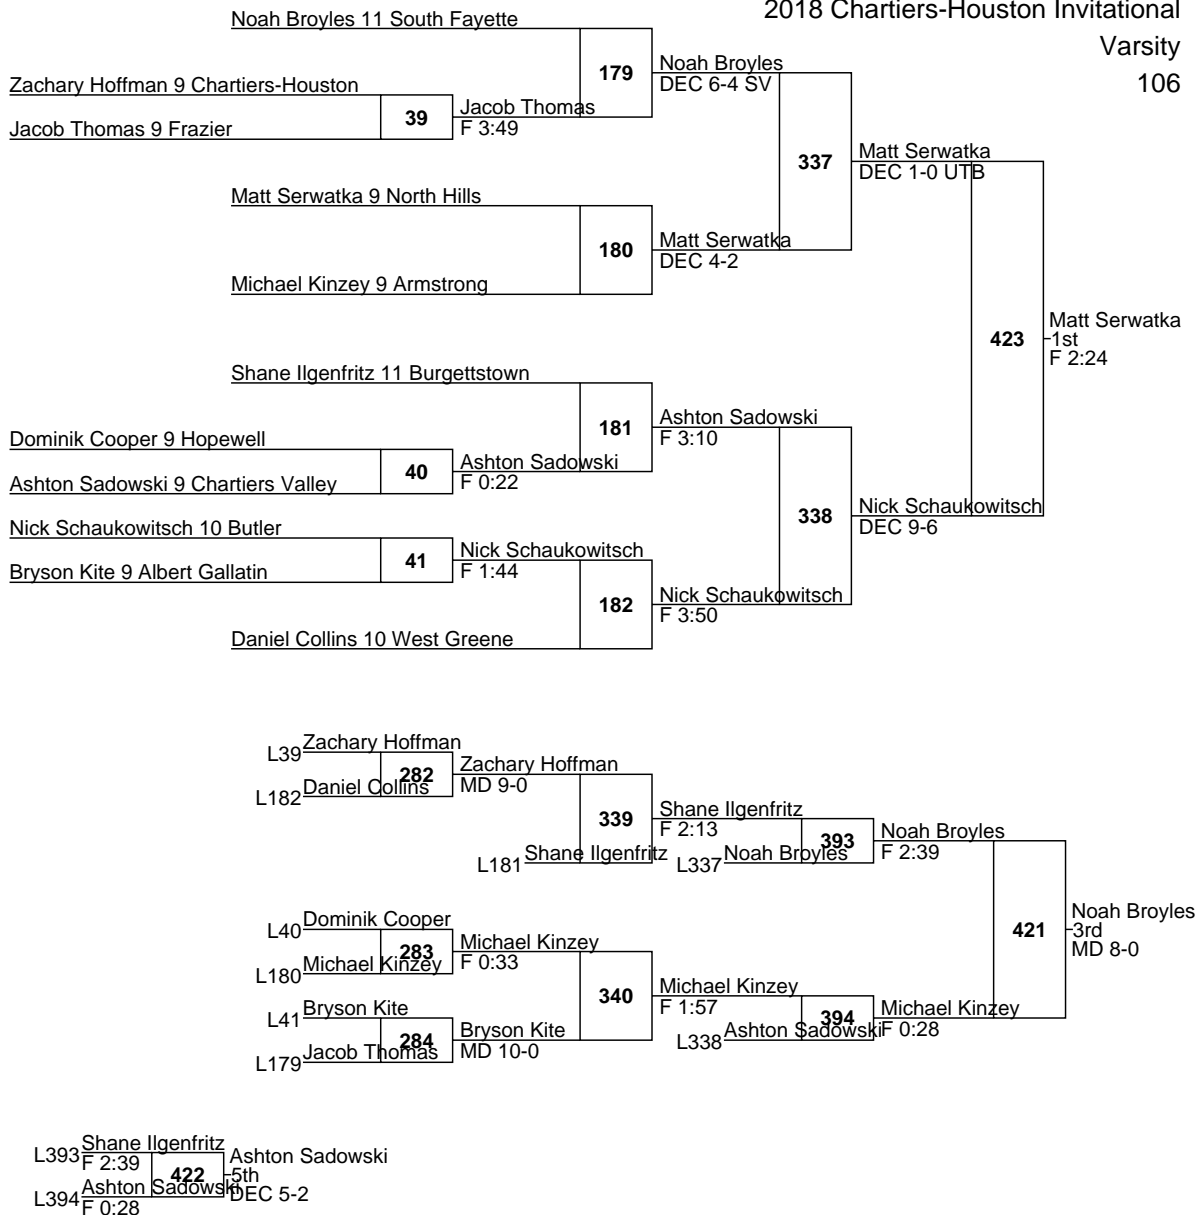 2018 Chartiers-Houston Invitational
Varsity
106
Noah Broyles 11 South Fayette
179
Noah Broyles
DEC 6-4 SV
Zachary Hoffman 9 Chartiers-Houston
39
Jacob Thomas
F 3:49
Jacob Thomas 9 Frazier
337
Matt Serwatka
DEC 1-0 UTB
Matt Serwatka 9 North Hills
180
Matt Serwatka
DEC 4-2
Michael Kinzey 9 Armstrong
423
Matt Serwatka
1st
F 2:24
Shane Ilgenfritz 11 Burgettstown
181
Ashton Sadowski
F 3:10
Dominik Cooper 9 Hopewell
40
Ashton Sadowski
F 0:22
Ashton Sadowski 9 Chartiers Valley
338
Nick Schaukowitsch
DEC 9-6
Nick Schaukowitsch 10 Butler
41
Nick Schaukowitsch
F 1:44
Bryson Kite 9 Albert Gallatin
182
Nick Schaukowitsch
F 3:50
Daniel Collins 10 West Greene
L39 Zachary Hoffman
282
Zachary Hoffman
MD 9-0
L182 Daniel Collins
339
Shane Ilgenfritz
F 2:13
L181 Shane Ilgenfritz
L337 Noah Broyles
393
Noah Broyles
F 2:39
L40 Dominik Cooper
283
Michael Kinzey
F 0:33
L180 Michael Kinzey
421
Noah Broyles
3rd
MD 8-0
340
Michael Kinzey
F 1:57
L41 Bryson Kite
284
Bryson Kite
MD 10-0
L179 Jacob Thomas
L338 Ashton Sadowski
394
Michael Kinzey
F 0:28
L393 Shane Ilgenfritz
F 2:39
422
Ashton Sadowski
5th
DEC 5-2
L394 Ashton Sadowski
F 0:28